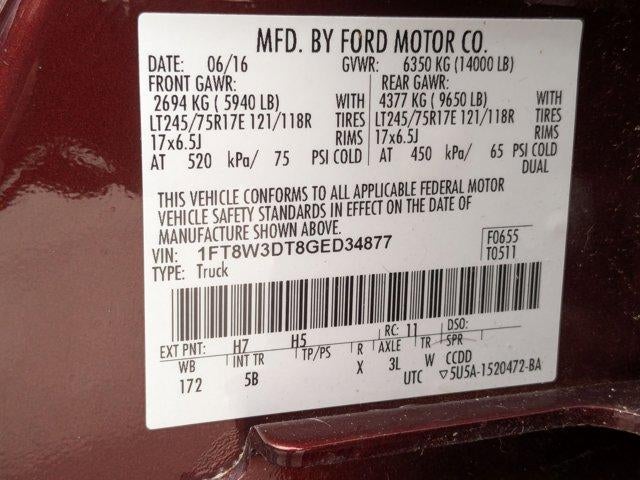 MFD. BY FORD MOTOR CO.
DATE: 06/16 GVWR: 6350 KG (14000 LB)
FRONT GAWR: REAR GAWR:
2694 KG ( 5940 LB) WITH 4377 KG ( 9650 LB) WITH
LT245/75R17E 121/118R TIRES LT245/75R17E 121/118R TIRES
17x6.5J RIMS 17x6.5J RIMS
AT 520 kPa/ 75 PSI COLD AT 450 kPa/ 65 PSI COLD
DUAL
THIS VEHICLE CONFORMS TO ALL APPLICABLE FEDERAL MOTOR
VEHICLE SAFETY STANDARDS IN EFFECT ON THE DATE OF
MANUFACTURE SHOWN ABOVE.
VIN: 1FT8W3DT8GED34877 F0655
TYPE: Truck T0511
EXT PNT: H7 H5 RC: 11 DSO:
WB INT TR TP/PS R AXLE TR SPR
172 5B X 3L W CCDD
UTC ▽5U5A-1520472-BA